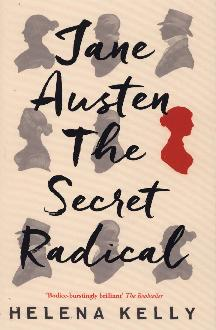 Jane
Austen
The
Secret
Radical
'Bodice-burstingly brilliant' The Bookseller
HELENA KELLY